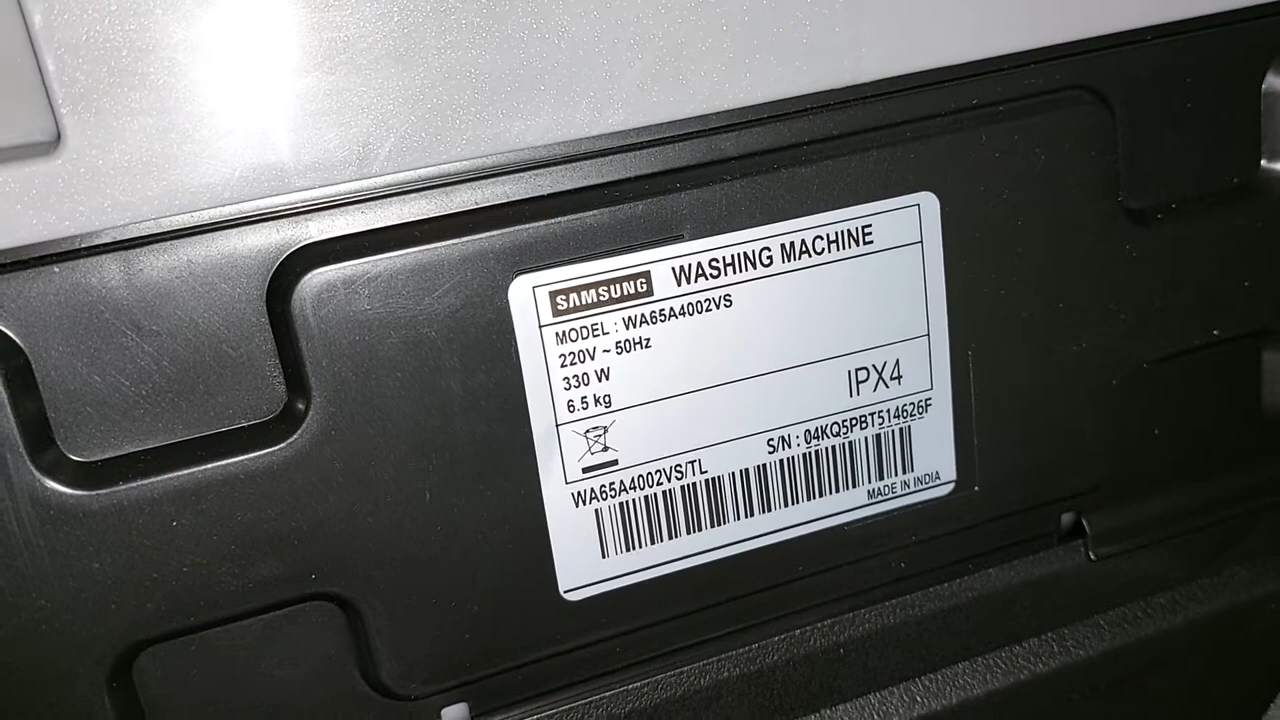 SAMSUNG WASHING MACHINE
MODEL : WA65A4002VS
220V ~ 50Hz
330 W
6.5 kg
IPX4
S/N : 04KQ5PBT514626F
WA65A4002VS/TL
MADE IN INDIA